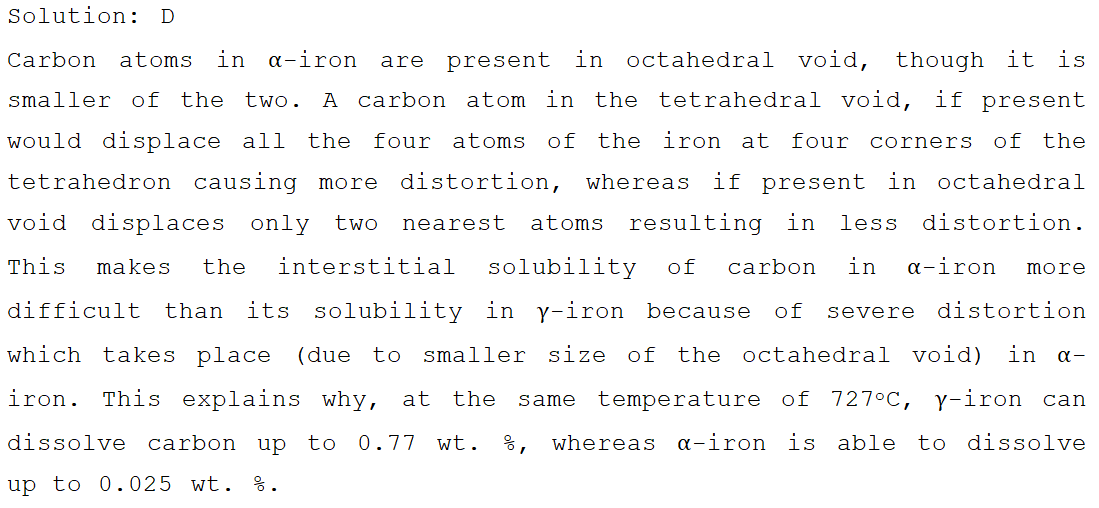 Solution: D
Carbon atoms in α-iron are present in octahedral void, though it is
smaller of the two. A carbon atom in the tetrahedral void, if present
would displace all the four atoms of the iron at four corners of the
tetrahedron causing more distortion, whereas if present in octahedral
void displaces only two nearest atoms resulting in less distortion.
This makes the interstitial solubility of carbon in α-iron more
difficult than its solubility in γ-iron because of severe distortion
which takes place (due to smaller size of the octahedral void) in α-
iron. This explains why, at the same temperature of 727°C, γ-iron can
dissolve carbon up to 0.77 wt. %, whereas α-iron is able to dissolve
up to 0.025 wt. %.